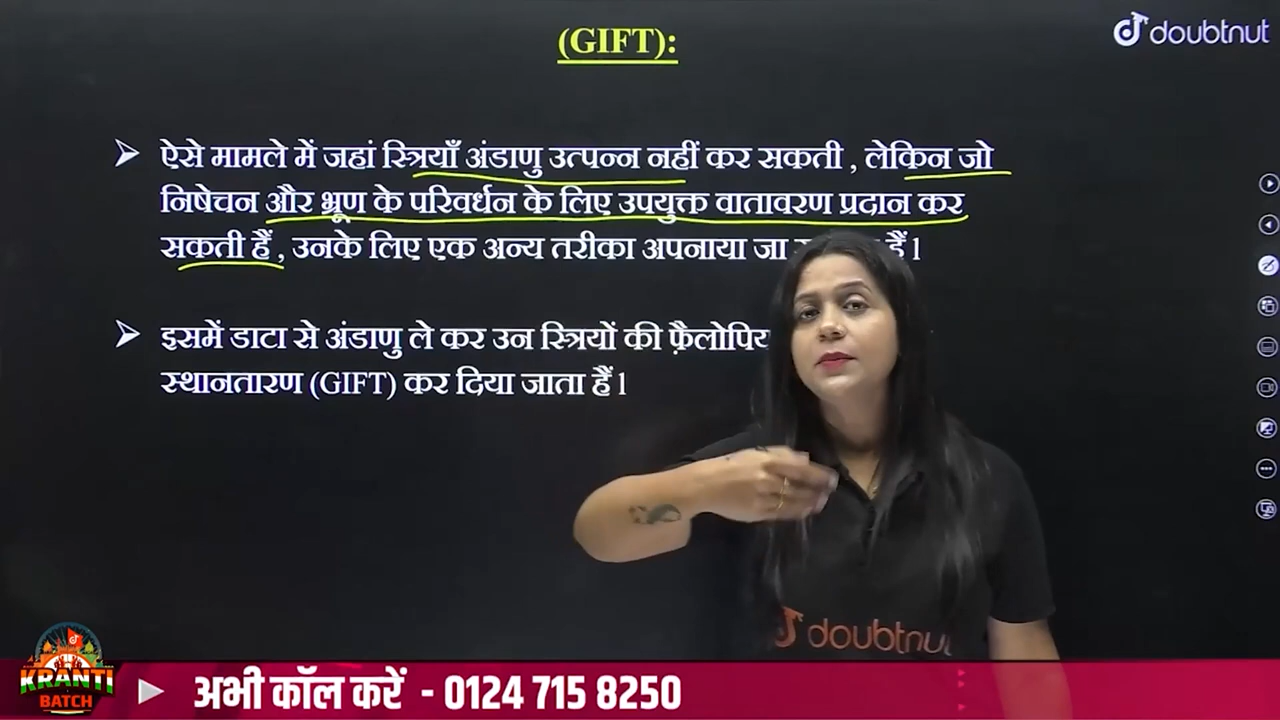 (GIFT):
doubtnut
ऐसे मामले में जहां स्त्रियाँ अंडाणु उत्पन्न नहीं कर सकती , लेकिन जो
निषेचन और भ्रूण के परिवर्धन के लिए उपयुक्त वातावरण प्रदान कर
सकती हैं , उनके लिए एक अन्य तरीका अपनाया जा हैं l
इसमें डाटा से अंडाणु ले कर उन स्त्रियों की
स्थानतारण (GIFT) कर दिया जाता हैं l
doubtnut
KRANTI
BATCH
अभी कॉल करें - 0124 715 8250